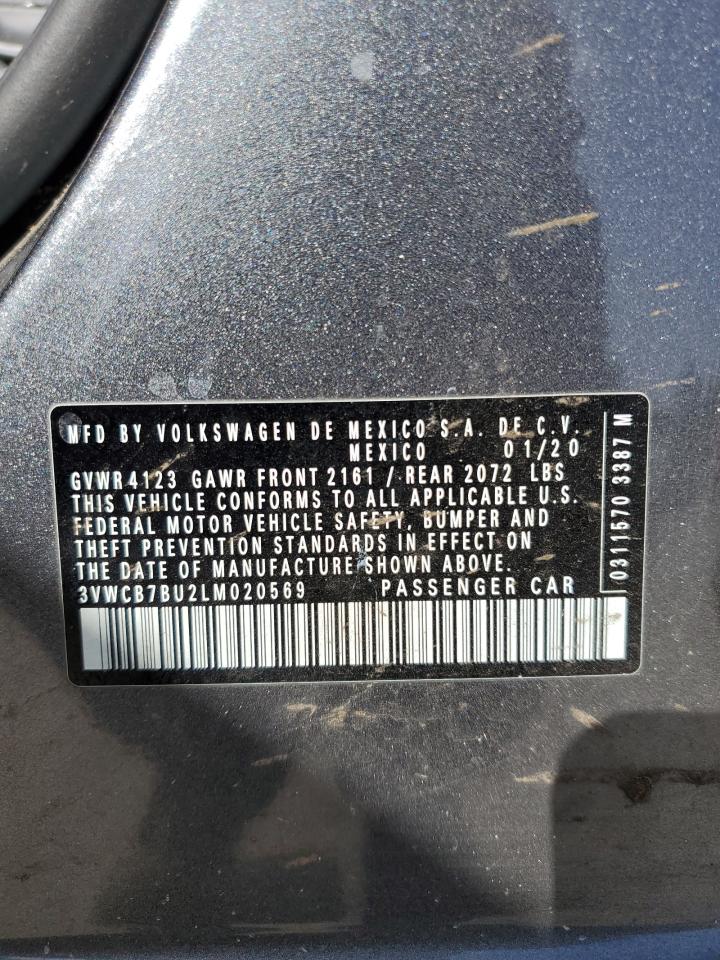 MFD BY VOLKSWAGEN DE MEXICO S.A. DE C.V.
MEXICO 01/20
GVWR 4123 GAWR FRONT 2161 / REAR 2072 LBS
THIS VEHICLE CONFORMS TO ALL APPLICABLE U.S.
FEDERAL MOTOR VEHICLE SAFETY, BUMPER AND
THEFT PREVENTION STANDARDS IN EFFECT ON
THE DATE OF MANUFACTURE SHOWN ABOVE.
3VWCB7BU2LM020569 PASSENGER CAR
0311570 3387 M